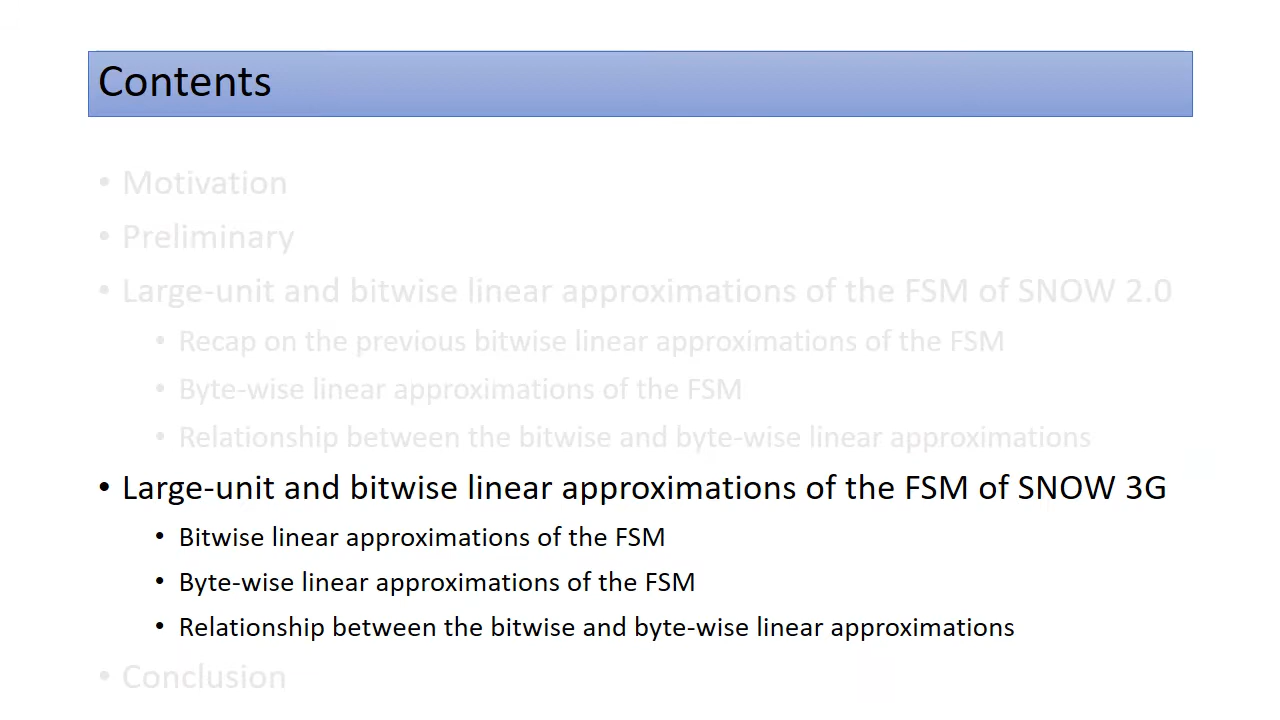 Contents
• Motivation
• Preliminary
• Large-unit and bitwise linear approximations of the FSM of SNOW 2.0
• Recap on the previous bitwise linear approximations of the FSM
• Byte-wise linear approximations of the FSM
• Relationship between the bitwise and byte-wise linear approximations
• Large-unit and bitwise linear approximations of the FSM of SNOW 3G
• Bitwise linear approximations of the FSM
• Byte-wise linear approximations of the FSM
• Relationship between the bitwise and byte-wise linear approximations
• Conclusion